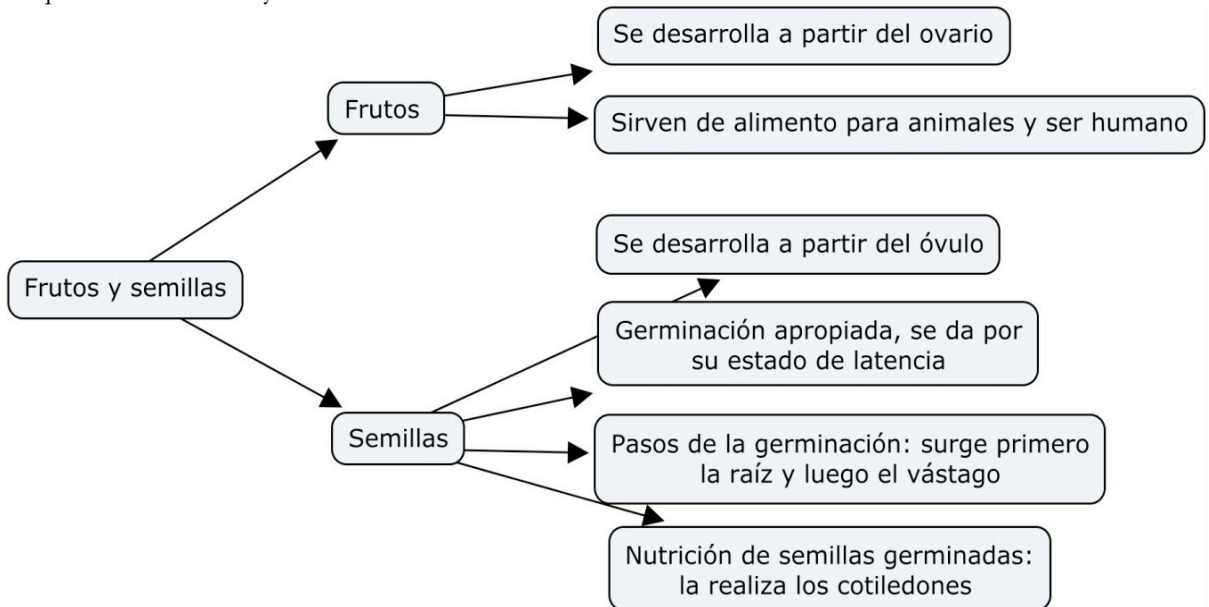 Se desarrolla a partir del ovario
Frutos
Sirven de alimento para animales y ser humano
Se desarrolla a partir del óvulo
Frutos y semillas
Germinación apropiada, se da por
su estado de latencia
Semillas
Pasos de la germinación: surge primero
la raíz y luego el vástago
Nutrición de semillas germinadas:
la realiza los cotiledones